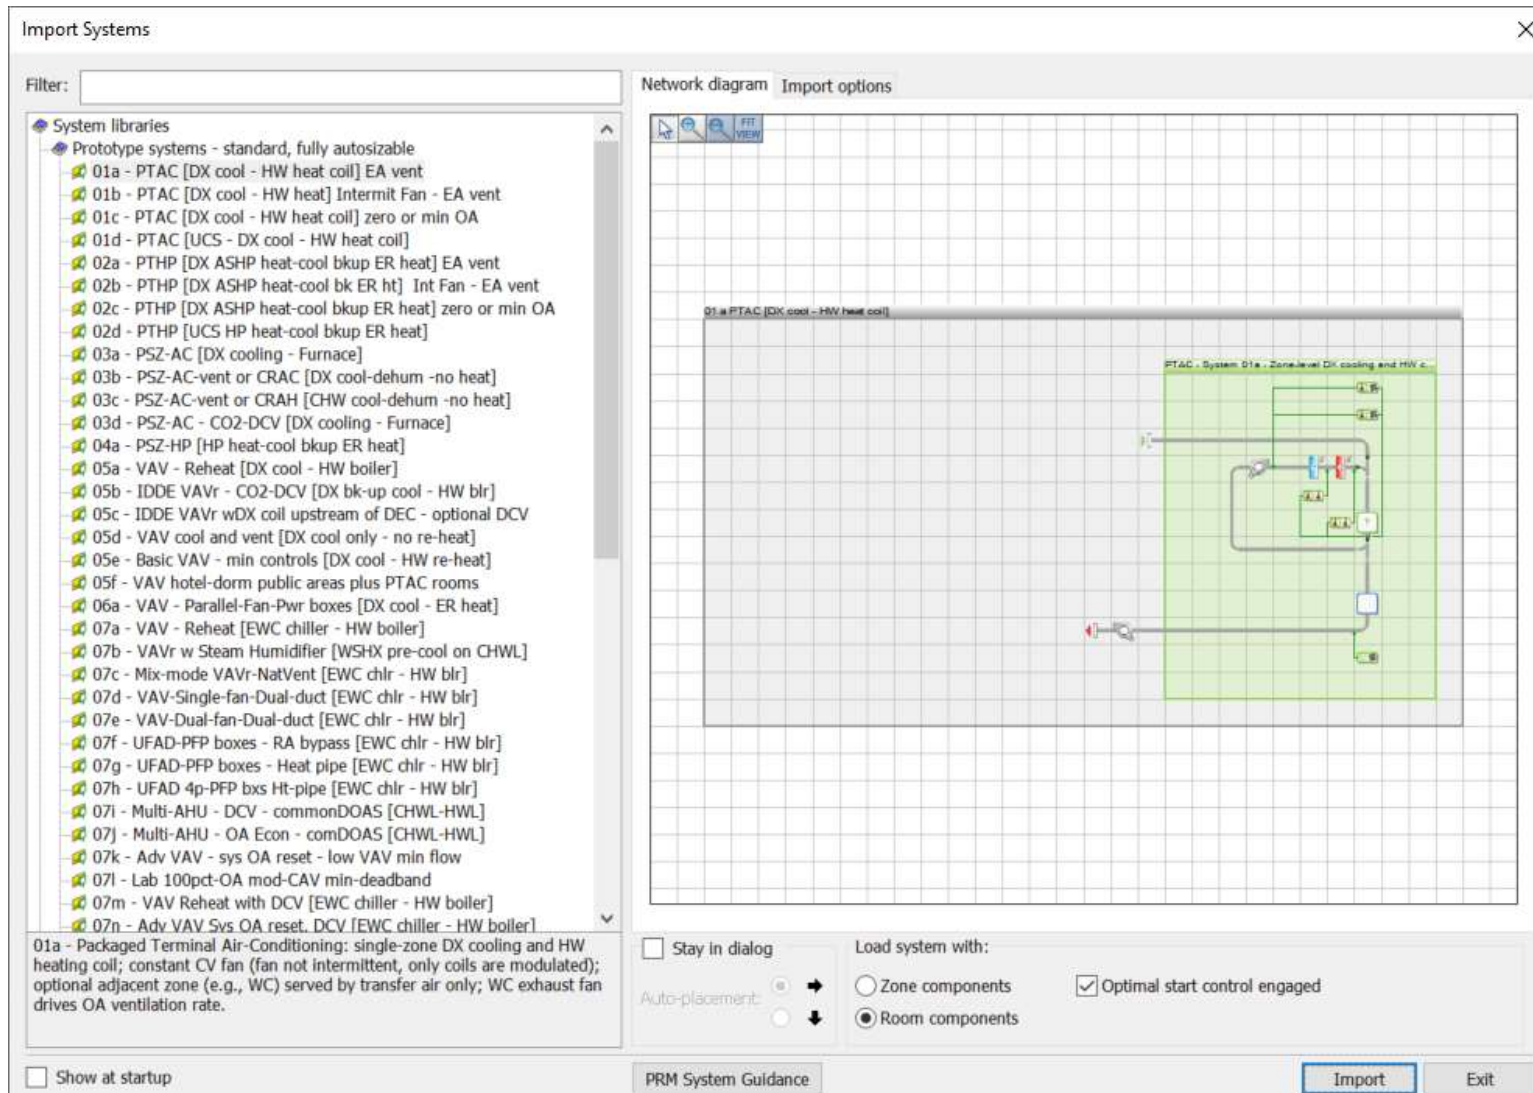 Import Systems
Filter:
System libraries
Prototype systems - standard, fully autosizable
01a - PTAC [DX cool - HW heat coil] EA vent
01b - PTAC [DX cool - HW heat] Intermit Fan - EA vent
01c - PTAC [DX cool - HW heat coil] zero or min OA
01d - PTAC [UCS - DX cool - HW heat coil]
02a - PTHP [DX ASHP heat-cool bkup ER heat] EA vent
02b - PTHP [DX ASHP heat-cool bk ER ht] Int Fan - EA vent
02c - PTHP [DX ASHP heat-cool bkup ER heat] zero or min OA
02d - PTHP [UCS HP heat-cool bkup ER heat]
03a - PSZ-AC [DX cooling - Furnace]
03b - PSZ-AC-vent or CRAC [DX cool-dehum -no heat]
03c - PSZ-AC-vent or CRAH [CHW cool-dehum -no heat]
03d - PSZ-AC - CO2-DCV [DX cooling - Furnace]
04a - PSZ-HP [HP heat-cool bkup ER heat]
05a - VAV - Reheat [DX cool - HW boiler]
05b - IDDE VAVr - CO2-DCV [DX bk-up cool - HW blr]
05c - IDDE VAVr wDX coil upstream of DEC - optional DCV
05d - VAV cool and vent [DX cool only - no re-heat]
05e - Basic VAV - min controls [DX cool - HW re-heat]
05f - VAV hotel-dorm public areas plus PTAC rooms
06a - VAV - Parallel-Fan-Pwr boxes [DX cool - ER heat]
07a - VAV - Reheat [EWC chiller - HW boiler]
07b - VAVr w Steam Humidifier [WSHX pre-cool on CHWL]
07c - Mix-mode VAVr-NatVent [EWC chlr - HW blr]
07d - VAV-Single-fan-Dual-duct [EWC chlr - HW blr]
07e - VAV-Dual-fan-Dual-duct [EWC chlr - HW blr]
07f - UFAD-PFP boxes - RA bypass [EWC chlr - HW blr]
07g - UFAD-PFP boxes - Heat pipe [EWC chlr - HW blr]
07h - UFAD 4p-PFP bxs Ht-pipe [EWC chlr - HW blr]
07i - Multi-AHU - DCV - commonDOAS [CHWL-HWL]
07j - Multi-AHU - OA Econ - comDOAS [CHWL-HWL]
07k - Adv VAV - sys OA reset - low VAV min flow
07l - Lab 100pct-OA mod-CAV min-deadband
07m - VAV Reheat with DCV [EWC chiller - HW boiler]
07n - Adv VAV Sys OA reset, DCV [EWC chiller - HW boiler]
01a - Packaged Terminal Air-Conditioning: single-zone DX cooling and HW
heating coil; constant CV fan (fan not intermittent, only coils are modulated);
optional adjacent zone (e.g., WC) served by transfer air only; WC exhaust fan
drives OA ventilation rate.
Show at startup
Network diagram Import options
FIT
VIEW
01 a PTAC [DX cool - HW heat coil]
PTAC - System 01a - Zone-level DX cooling and HW c...
Stay in dialog
Auto-placement:
Load system with:
Zone components
Room components
Optimal start control engaged
PRM System Guidance
Import
Exit